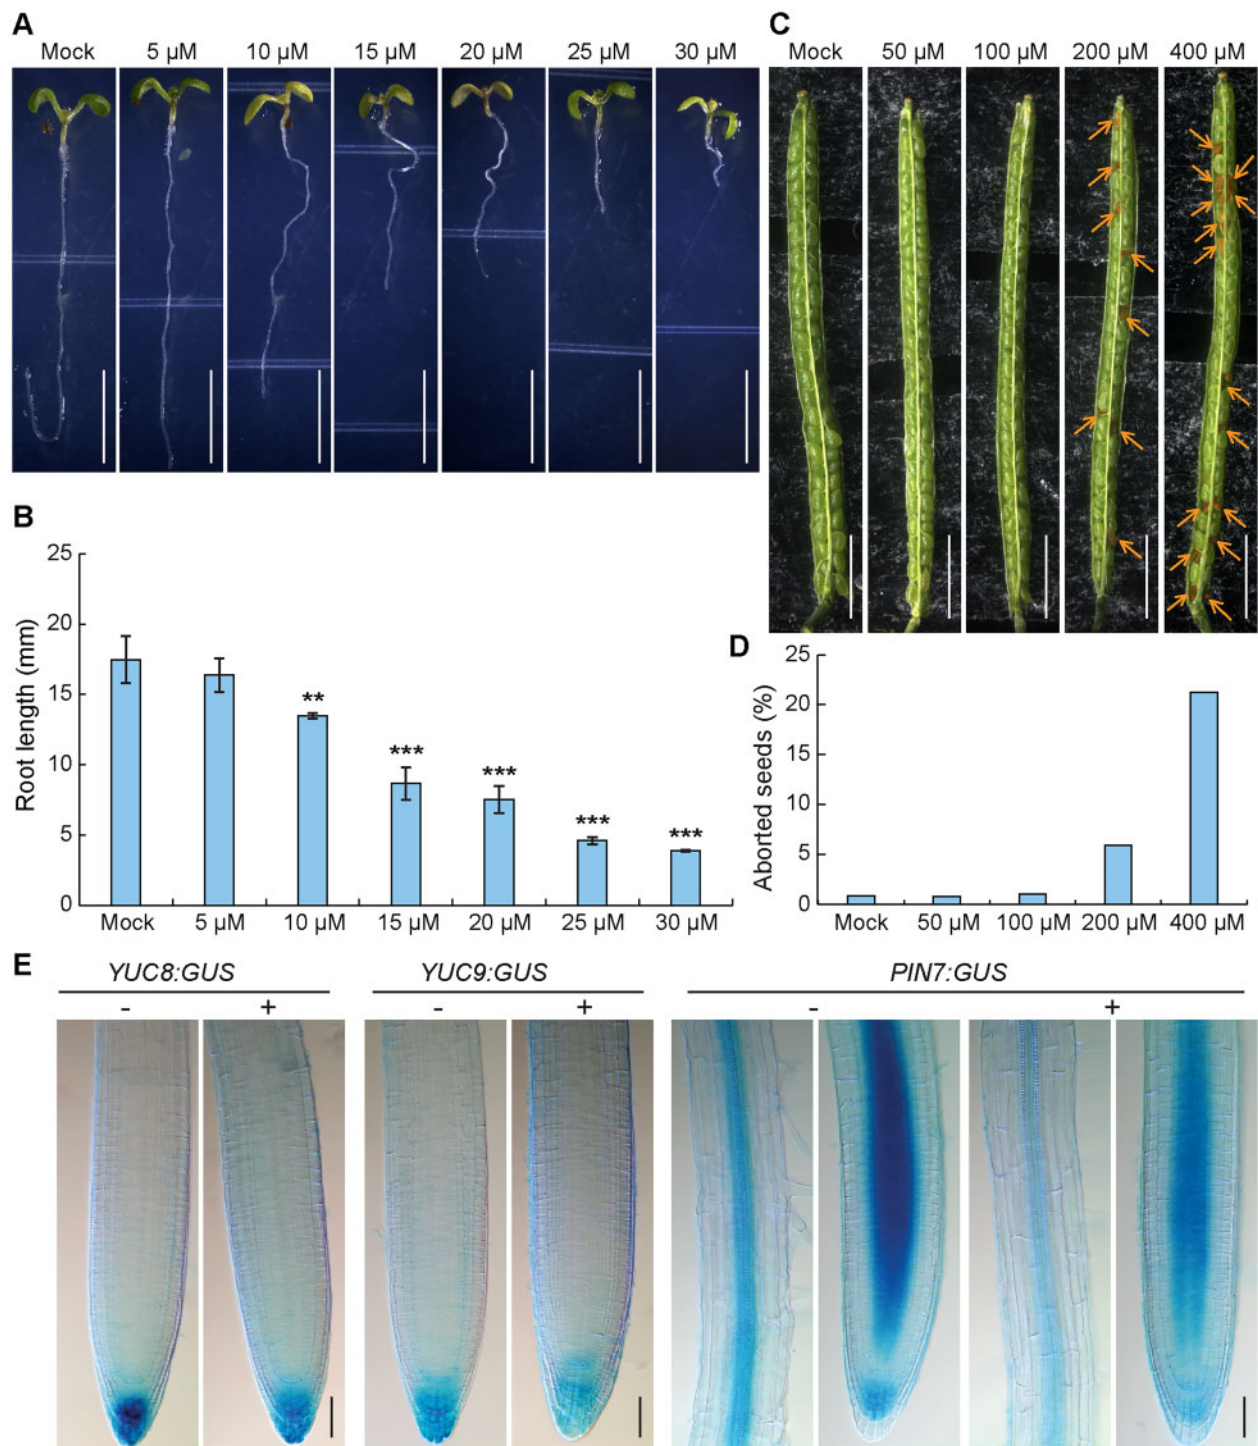 A
Mock 5 µM 10 µM 15 µM 20 µM 25 µM 30 µM
C
Mock 50 µM 100 µM 200 µM 400 µM
B
Root length (mm)
25
20
15
10
5
0
** *** *** *** ***
Mock 5 µM 10 µM 15 µM 20 µM 25 µM 30 µM
D
Aborted seeds (%)
25
20
15
10
5
0
Mock 50 µM 100 µM 200 µM 400 µM
E
YUC8:GUS YUC9:GUS PIN7:GUS
- + - + - +